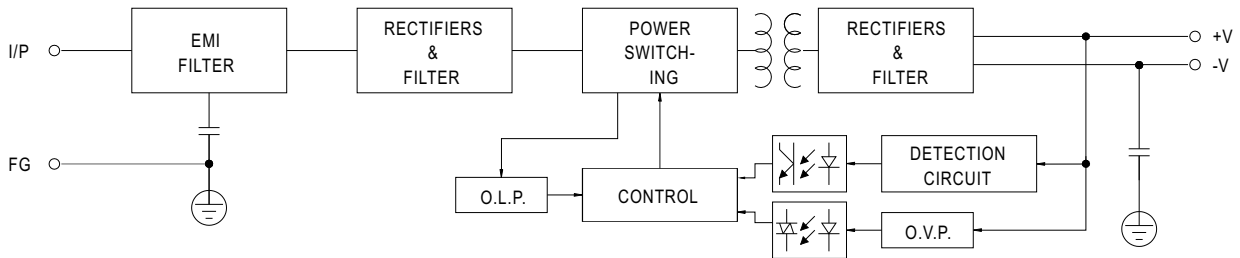 I/P
EMI
FILTER
RECTIFIERS
&
FILTER
POWER
SWITCH-
ING
RECTIFIERS
&
FILTER
+V
-V
FG
O.L.P.
CONTROL
DETECTION
CIRCUIT
O.V.P.